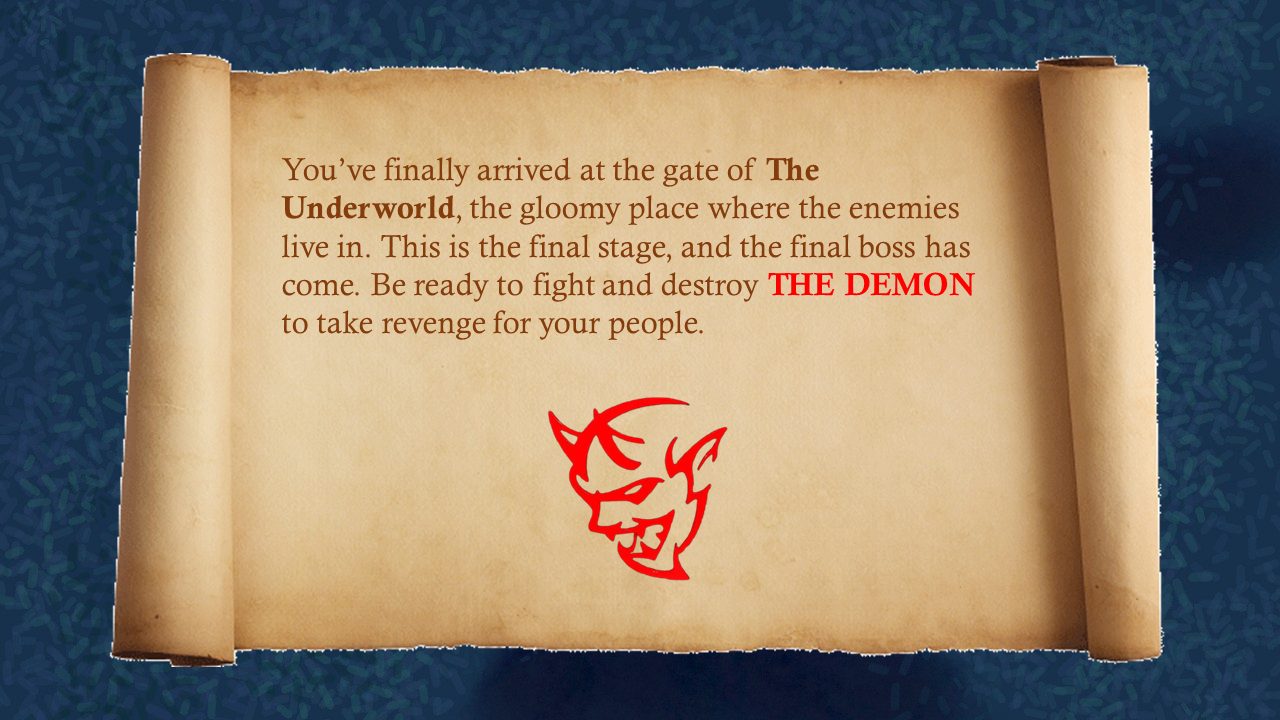 You’ve finally arrived at the gate of The
Underworld, the gloomy place where the enemies
live in. This is the final stage, and the final boss has
come. Be ready to fight and destroy THE DEMON
to take revenge for your people.